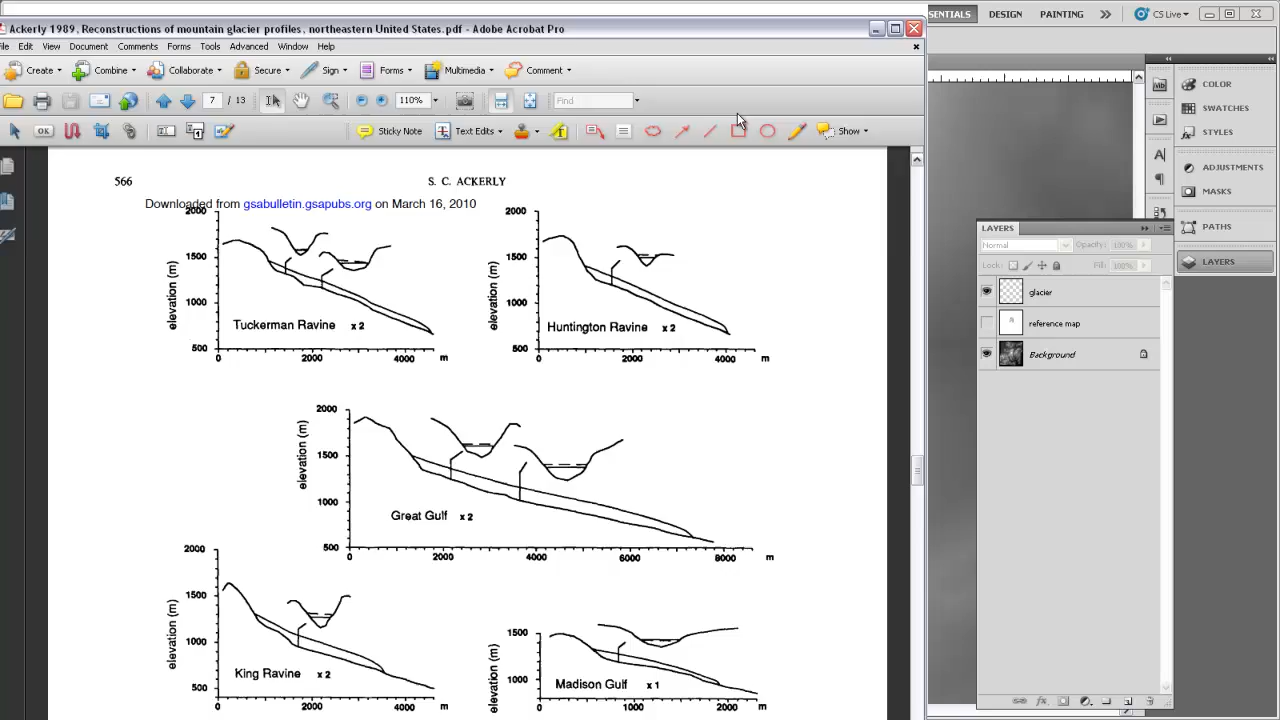 Ackerly 1989, Reconstructions of mountain glacier profiles, northeastern United States.pdf - Adobe Acrobat Pro
File Edit View Document Comments Forms Tools Advanced Window Help
Create Combine Collaborate Secure Sign Forms Multimedia Comment
7 / 13 110% Find
OK Sticky Note Text Edits Show
566 S. C. ACKERLY
Downloaded from gsabulletin.gsapubs.org on March 16, 2010
2000
1500
1000
500
elevation (m)
Tuckerman Ravine x 2
0 2000 4000 m
2000
1500
1000
500
elevation (m)
Huntington Ravine x 2
0 2000 4000 m
2000
1500
1000
500
elevation (m)
Great Gulf x 2
0 2000 4000 6000 8000 m
2000
1500
1000
500
elevation (m)
King Ravine x 2
0 2000 4000 m
1500
1000
elevation (m)
Madison Gulf x 1
0 1000 2000 m
DESIGN PAINTING CS Live
COLOR
SWATCHES
STYLES
ADJUSTMENTS
MASKS
PATHS
LAYERS
LAYERS
Normal Opacity: 100%
Lock: Fill: 100%
glacier
reference map
Background